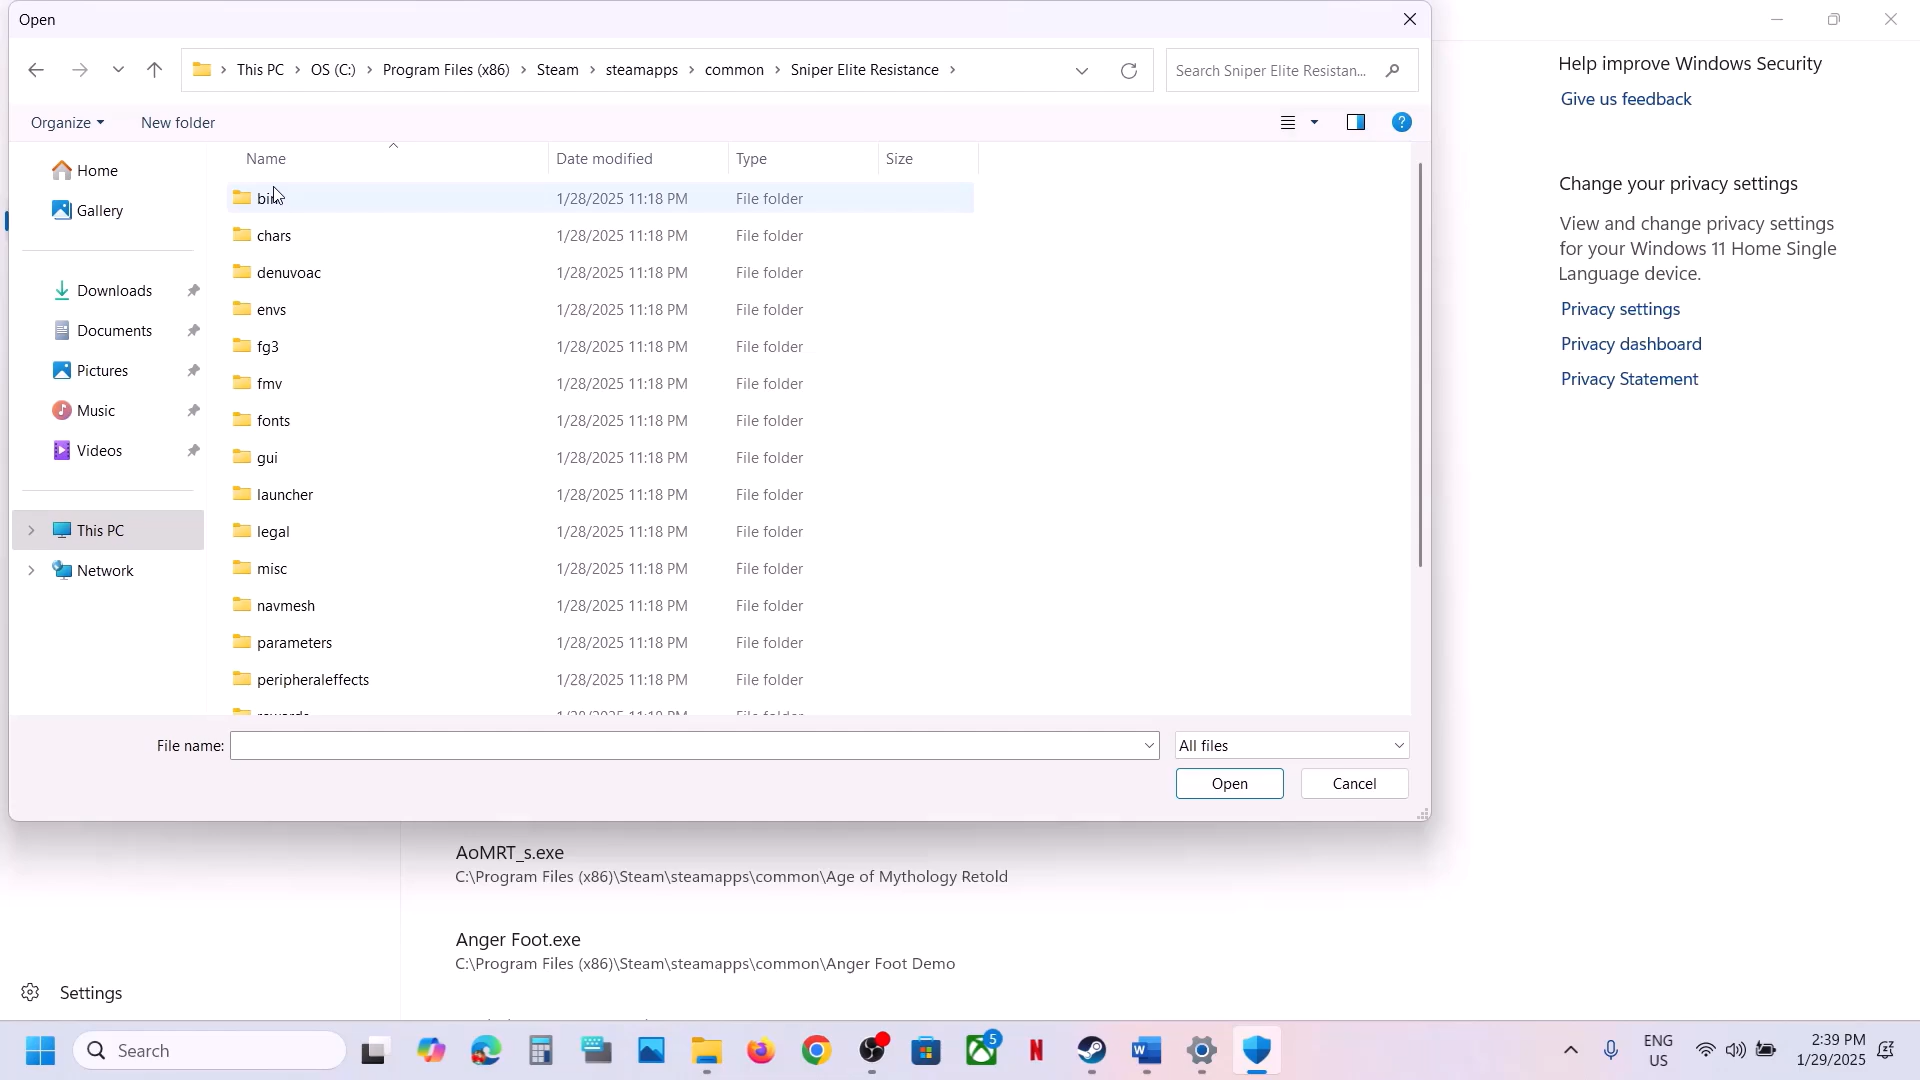 Open
This PC > OS (C:) > Program Files (x86) > Steam > steamapps > common > Sniper Elite Resistance >
Search Sniper Elite Resistan...
Organize
New folder
Name
Date modified
Type
Size
Home
Gallery
Downloads
Documents
Pictures
Music
Videos
This PC
Network
bin 1/28/2025 11:18 PM File folder
chars 1/28/2025 11:18 PM File folder
denuvoac 1/28/2025 11:18 PM File folder
envs 1/28/2025 11:18 PM File folder
fg3 1/28/2025 11:18 PM File folder
fmv 1/28/2025 11:18 PM File folder
fonts 1/28/2025 11:18 PM File folder
gui 1/28/2025 11:18 PM File folder
launcher 1/28/2025 11:18 PM File folder
legal 1/28/2025 11:18 PM File folder
misc 1/28/2025 11:18 PM File folder
navmesh 1/28/2025 11:18 PM File folder
parameters 1/28/2025 11:18 PM File folder
peripheraleffects 1/28/2025 11:18 PM File folder
File name:
All files
Open
Cancel
Help improve Windows Security
Give us feedback
Change your privacy settings
View and change privacy settings
for your Windows 11 Home Single
Language device.
Privacy settings
Privacy dashboard
Privacy Statement
AoMRT_s.exe
C:\Program Files (x86)\Steam\steamapps\common\Age of Mythology Retold
Anger Foot.exe
C:\Program Files (x86)\Steam\steamapps\common\Anger Foot Demo
Settings
Search
5
ENG
US
2:39 PM
1/29/2025